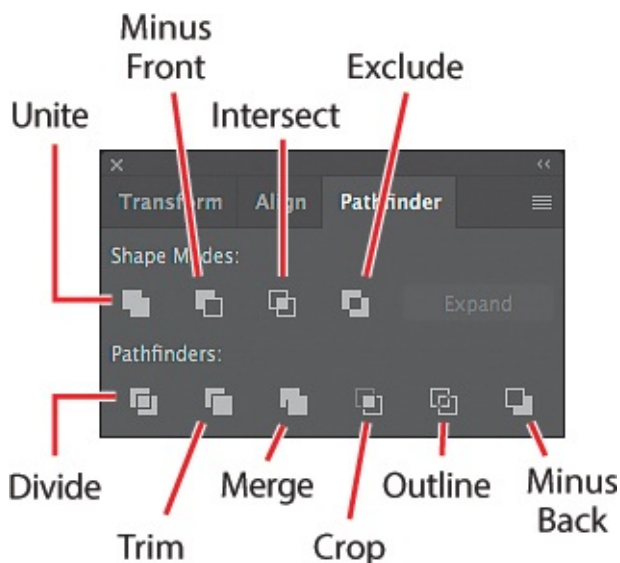 Minus
Front
Exclude
Unite
Intersect
Transform Align Pathfinder
Shape Modes:
Expand
Pathfinders:
Divide
Merge
Outline
Minus
Back
Trim
Crop